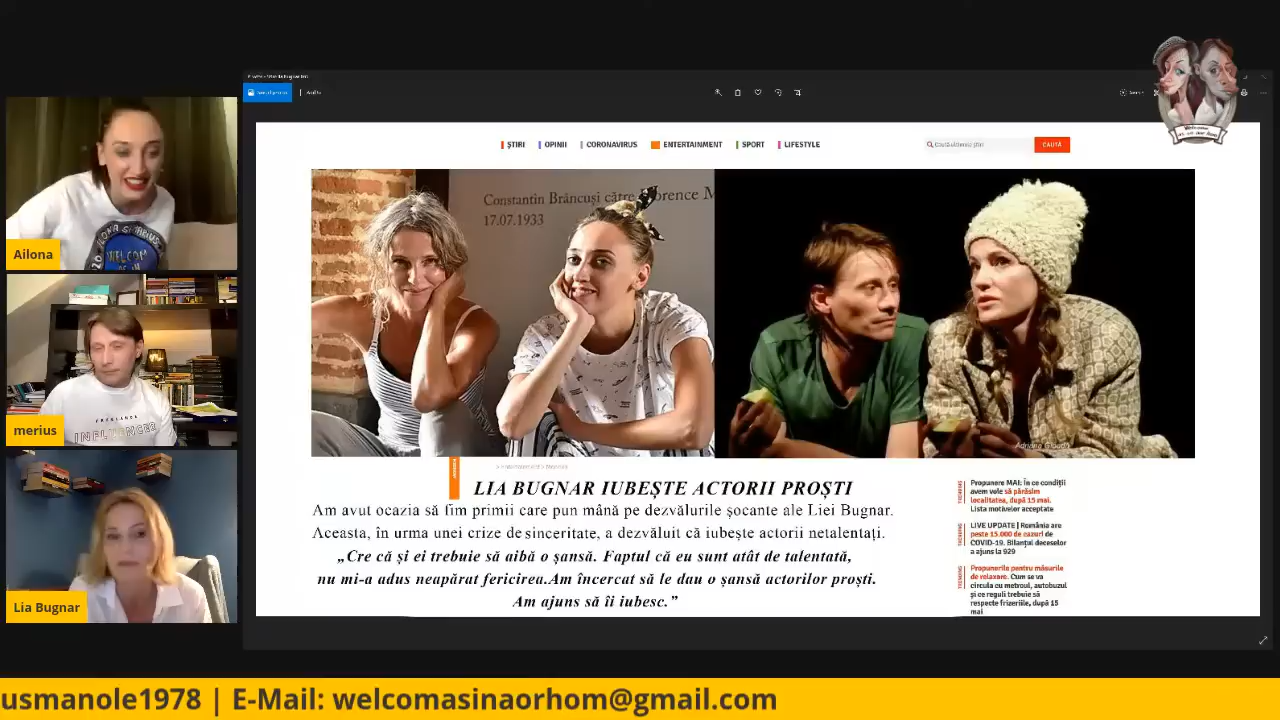 ȘTIRI OPINII CORONAVIRUS ENTERTAINMENT SPORT LIFESTYLE
CAUTĂ
Constantin Brâncuși către Florence M
17.07.1933
Ailona
merius
FREELANCE
INFLUENCER
Lia Bugnar
LIA BUGNAR IUBEȘTE ACTORII PROȘTI
Am avut ocazia să fim primii care pun mână pe dezvălurile șocante ale Liei Bugnar.
Aceasta, în urma unei crize de sinceritate, a dezvăluit că iubește actorii netalentați.
„Cre că și ei trebuie să aibă o șansă. Faptul că eu sunt atât de talentată,
nu mi-a adus neapărat fericirea.Am încercat să le dau o șansă actorilor proști.
Am ajuns să îi iubesc.”
TRENDING
Propunere MAI: În ce condiții
avem voie să părăsim
localitatea, după 15 mai.
Lista motivelor acceptate
TRENDING
LIVE UPDATE | România are
peste 15.000 de cazuri de
COVID-19. Bilanțul deceselor
a ajuns la 929
TRENDING
Propunerile pentru măsurile
de relaxare. Cum se va
circula cu metroul, autobuzul
și ce reguli trebuie să
respecte frizeriile, după 15
mai
usmanole1978 | E-Mail: welcomasinaorhom@gmail.com